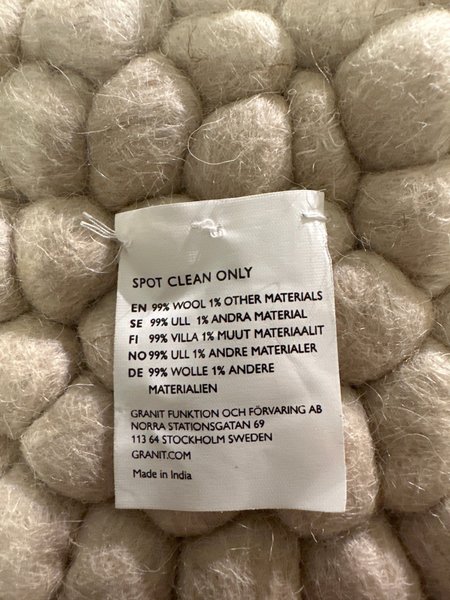 SPOT CLEAN ONLY
EN 99% WOOL 1% OTHER MATERIALS
SE 99% ULL 1% ANDRA MATERIAL
FI 99% VILLA 1% MUUT MATERIAALIT
NO 99% ULL 1% ANDRE MATERIALER
DE 99% WOLLE 1% ANDERE
MATERIALIEN
GRANIT FUNKTION OCH FÖRVARING AB
NORRA STATIONSGATAN 69
113 64 STOCKHOLM SWEDEN
GRANIT.COM
Made in India